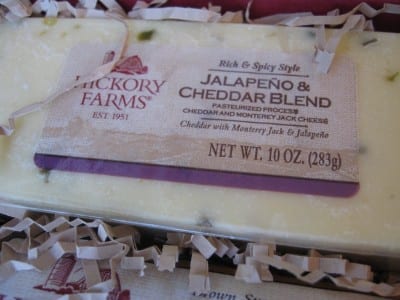 HICKORY
FARMS®
EST. 1951
Rich & Spicy Style
JALAPEÑO &
CHEDDAR BLEND
PASTEURIZED PROCESS
CHEDDAR AND MONTEREY JACK CHEESE
Cheddar with Monterey Jack & Jalapeño
NET WT. 10 OZ. (283g)